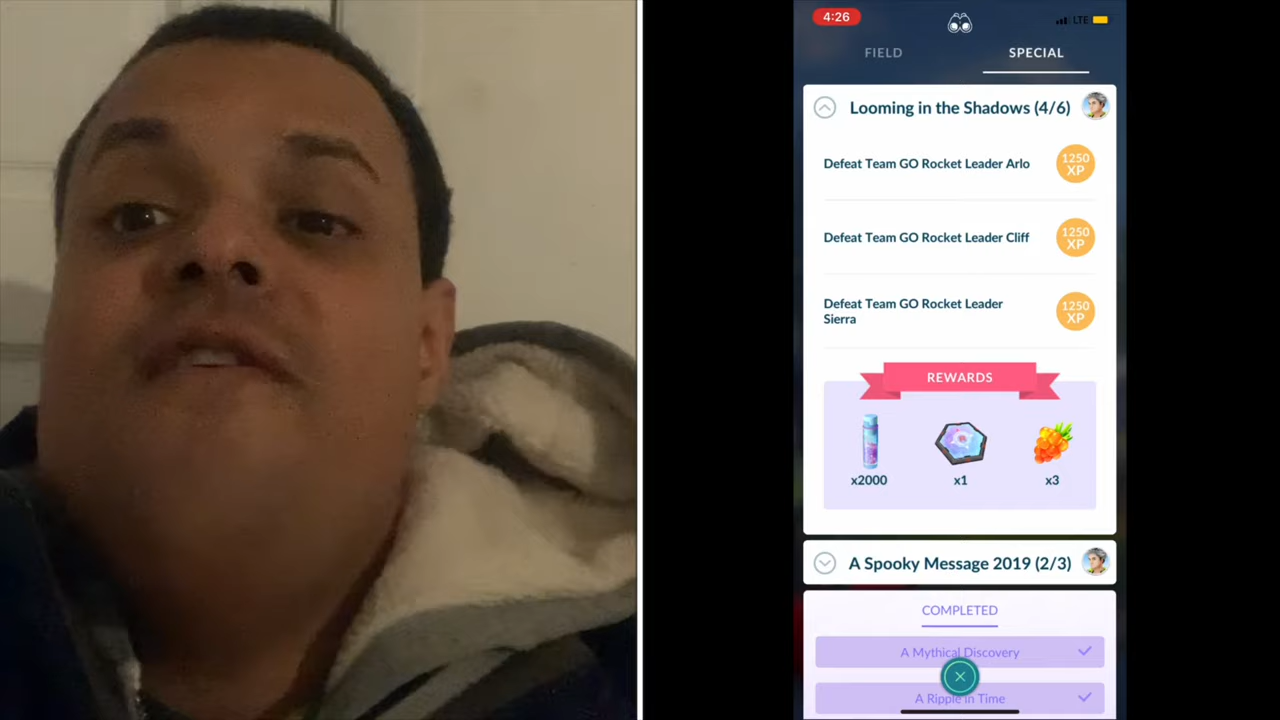 4:26
LTE
FIELD
SPECIAL
Looming in the Shadows (4/6)
Defeat Team GO Rocket Leader Arlo
1250
XP
Defeat Team GO Rocket Leader Cliff
1250
XP
Defeat Team GO Rocket Leader
Sierra
1250
XP
REWARDS
x2000
x1
x3
A Spooky Message 2019 (2/3)
COMPLETED
A Mythical Discovery
A Ripple in Time